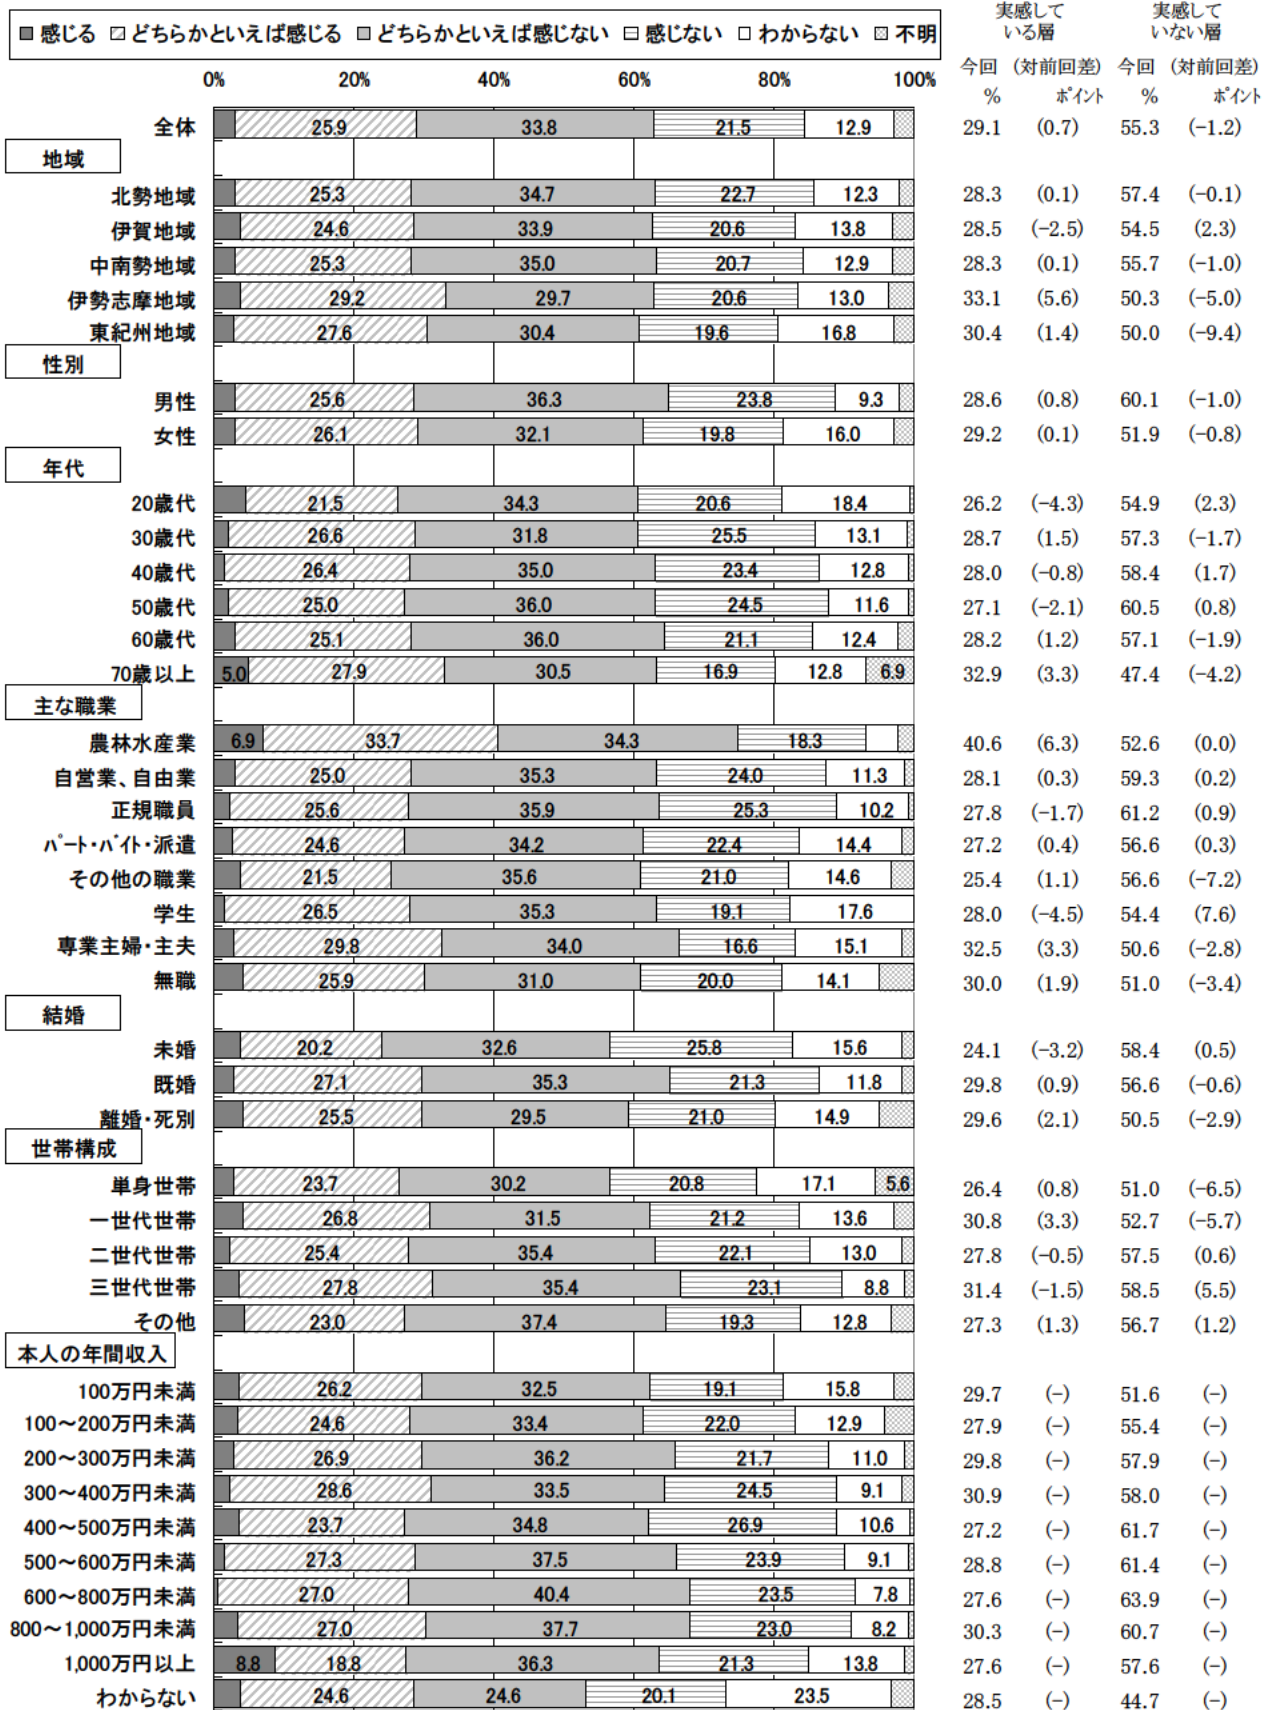 実感して 実感して
いる層 いない層
感じる どちらかといえば感じる どちらかといえば感じない 感じない わからない 不明
今回 (対前回差) 今回 (対前回差)
0% 20% 40% 60% 80% 100%
% ポイント % ポイント
全体 25.9 33.8 21.5 12.9 29.1 (0.7) 55.3 (-1.2)
地域
北勢地域 25.3 34.7 22.7 12.3 28.3 (0.1) 57.4 (-0.1)
伊賀地域 24.6 33.9 20.6 13.8 28.5 (-2.5) 54.5 (2.3)
中南勢地域 25.3 35.0 20.7 12.9 28.3 (0.1) 55.7 (-1.0)
伊勢志摩地域 29.2 29.7 20.6 13.0 33.1 (5.6) 50.3 (-5.0)
東紀州地域 27.6 30.4 19.6 16.8 30.4 (1.4) 50.0 (-9.4)
性別
男性 25.6 36.3 23.8 9.3 28.6 (0.8) 60.1 (-1.0)
女性 26.1 32.1 19.8 16.0 29.2 (0.1) 51.9 (-0.8)
年代
20歳代 21.5 34.3 20.6 18.4 26.2 (-4.3) 54.9 (2.3)
30歳代 26.6 31.8 25.5 13.1 28.7 (1.5) 57.3 (-1.7)
40歳代 26.4 35.0 23.4 12.8 28.0 (-0.8) 58.4 (1.7)
50歳代 25.0 36.0 24.5 11.6 27.1 (-2.1) 60.5 (0.8)
60歳代 25.1 36.0 21.1 12.4 28.2 (1.2) 57.1 (-1.9)
70歳以上 5.0 27.9 30.5 16.9 12.8 6.9 32.9 (3.3) 47.4 (-4.2)
主な職業
農林水産業 6.9 33.7 34.3 18.3 40.6 (6.3) 52.6 (0.0)
自営業、自由業 25.0 35.3 24.0 11.3 28.1 (0.3) 59.3 (0.2)
正規職員 25.6 35.9 25.3 10.2 27.8 (-1.7) 61.2 (0.9)
パート・バイト・派遣 24.6 34.2 22.4 14.4 27.2 (0.4) 56.6 (0.3)
その他の職業 21.5 35.6 21.0 14.6 25.4 (1.1) 56.6 (-7.2)
学生 26.5 35.3 19.1 17.6 28.0 (-4.5) 54.4 (7.6)
専業主婦・主夫 29.8 34.0 16.6 15.1 32.5 (3.3) 50.6 (-2.8)
無職 25.9 31.0 20.0 14.1 30.0 (1.9) 51.0 (-3.4)
結婚
未婚 20.2 32.6 25.8 15.6 24.1 (-3.2) 58.4 (0.5)
既婚 27.1 35.3 21.3 11.8 29.8 (0.9) 56.6 (-0.6)
離婚・死別 25.5 29.5 21.0 14.9 29.6 (2.1) 50.5 (-2.9)
世帯構成
単身世帯 23.7 30.2 20.8 17.1 5.6 26.4 (0.8) 51.0 (-6.5)
一世代世帯 26.8 31.5 21.2 13.6 30.8 (3.3) 52.7 (-5.7)
二世代世帯 25.4 35.4 22.1 13.0 27.8 (-0.5) 57.5 (0.6)
三世代世帯 27.8 35.4 23.1 8.8 31.4 (-1.5) 58.5 (5.5)
その他 23.0 37.4 19.3 12.8 27.3 (1.3) 56.7 (1.2)
本人の年間収入
100万円未満 26.2 32.5 19.1 15.8 29.7 (-) 51.6 (-)
100~200万円未満 24.6 33.4 22.0 12.9 27.9 (-) 55.4 (-)
200~300万円未満 26.9 36.2 21.7 11.0 29.8 (-) 57.9 (-)
300~400万円未満 28.6 33.5 24.5 9.1 30.9 (-) 58.0 (-)
400~500万円未満 23.7 34.8 26.9 10.6 27.2 (-) 61.7 (-)
500~600万円未満 27.3 37.5 23.9 9.1 28.8 (-) 61.4 (-)
600~800万円未満 27.0 40.4 23.5 7.8 27.6 (-) 63.9 (-)
800~1,000万円未満 27.0 37.7 23.0 8.2 30.3 (-) 60.7 (-)
1,000万円以上 8.8 18.8 36.3 21.3 13.8 27.6 (-) 57.6 (-)
わからない 24.6 24.6 20.1 23.5 28.5 (-) 44.7 (-)